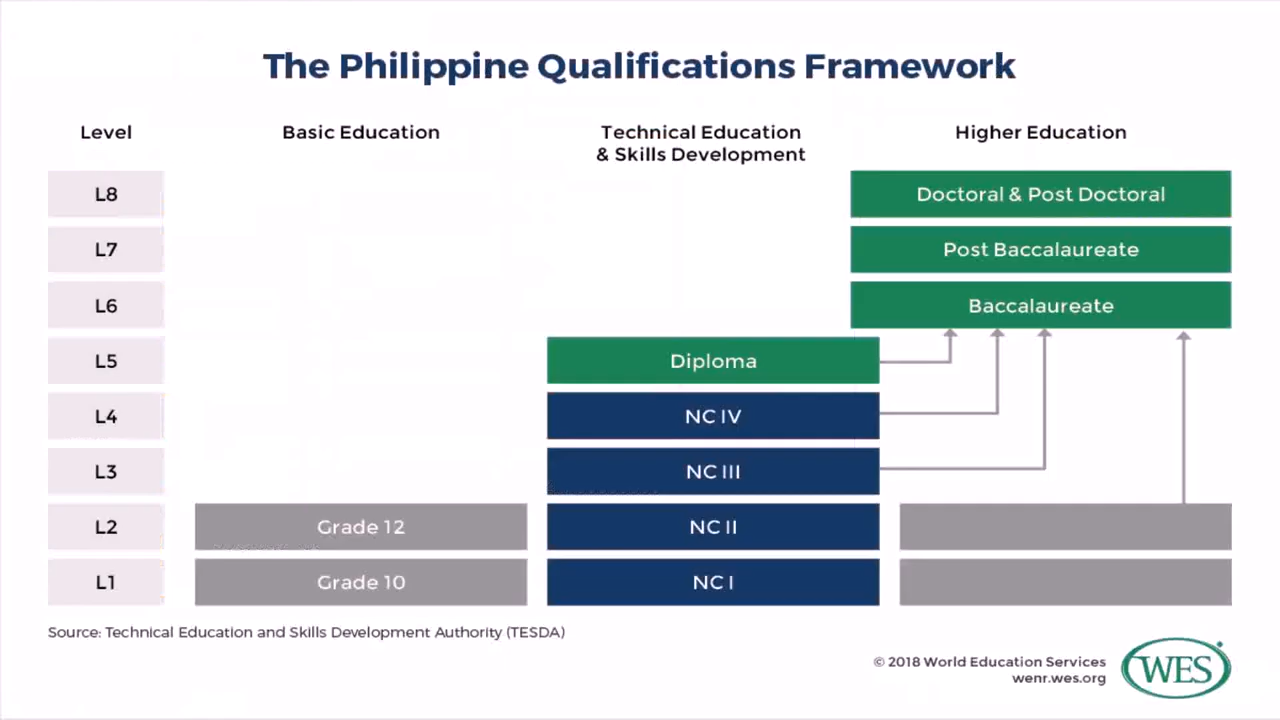 The Philippine Qualifications Framework
Level
Basic Education
Technical Education
& Skills Development
Higher Education
L8
Doctoral & Post Doctoral
L7
Post Baccalaureate
L6
Baccalaureate
L5
Diploma
L4
NC IV
L3
NC III
L2
Grade 12
NC II
L1
Grade 10
NC I
Source: Technical Education and Skills Development Authority (TESDA)
© 2018 World Education Services
wenr.wes.org
WES